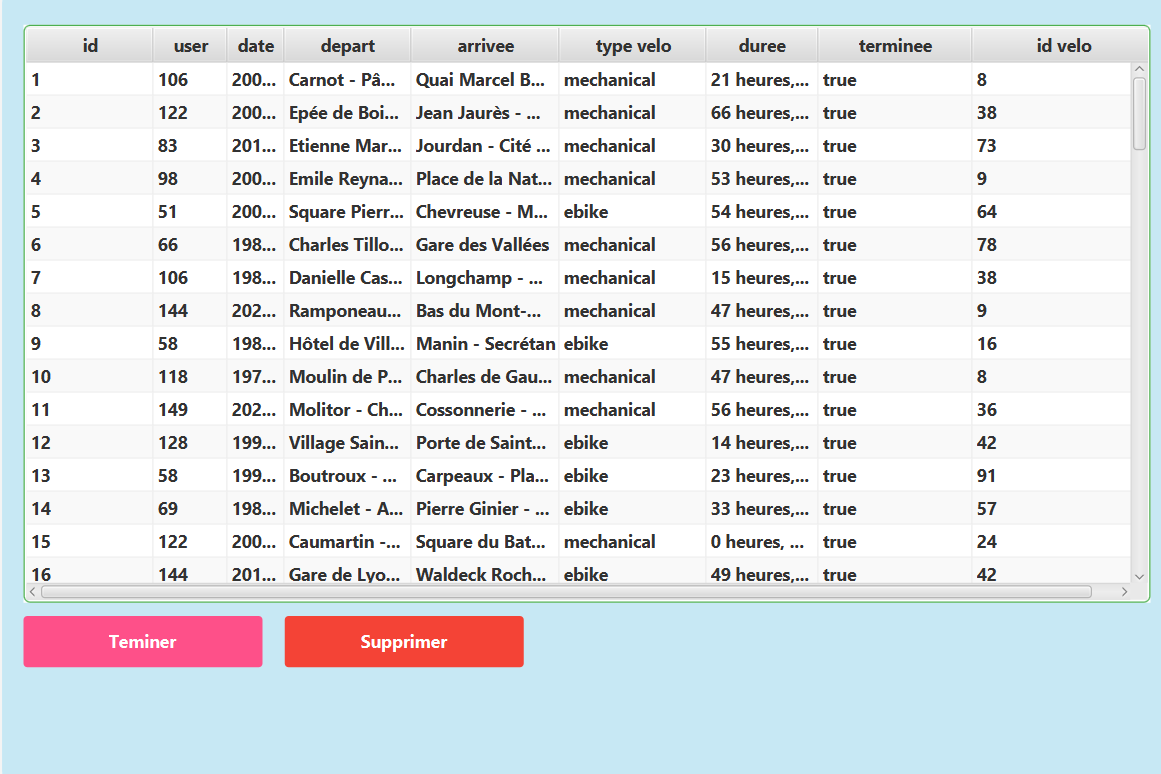 id user date depart arrivee type velo duree terminee id velo
1 106 200... Carnot - Pâ... Quai Marcel B... mechanical 21 heures,... true 8
2 122 200... Epée de Boi... Jean Jaurès - ... mechanical 66 heures,... true 38
3 83 201... Etienne Mar... Jourdan - Cité ... mechanical 30 heures,... true 73
4 98 200... Emile Reyna... Place de la Nat... mechanical 53 heures,... true 9
5 51 200... Square Pierr... Chevreuse - M... ebike 54 heures,... true 64
6 66 198... Charles Tillo... Gare des Vallées mechanical 56 heures,... true 78
7 106 198... Danielle Cas... Longchamp - ... mechanical 15 heures,... true 38
8 144 202... Ramponeau... Bas du Mont-... mechanical 47 heures,... true 9
9 58 198... Hôtel de Vill... Manin - Secrétan ebike 55 heures,... true 16
10 118 197... Moulin de P... Charles de Gau... mechanical 47 heures,... true 8
11 149 202... Molitor - Ch... Cossonnerie - ... mechanical 56 heures,... true 36
12 128 199... Village Sain... Porte de Saint... ebike 14 heures,... true 42
13 58 199... Boutroux - ... Carpeaux - Pla... ebike 23 heures,... true 91
14 69 198... Michelet - A... Pierre Ginier - ... ebike 33 heures,... true 57
15 122 200... Caumartin -... Square du Bat... mechanical 0 heures, ... true 24
16 144 201... Gare de Lyo... Waldeck Roch... ebike 49 heures,... true 42
Teminer Supprimer